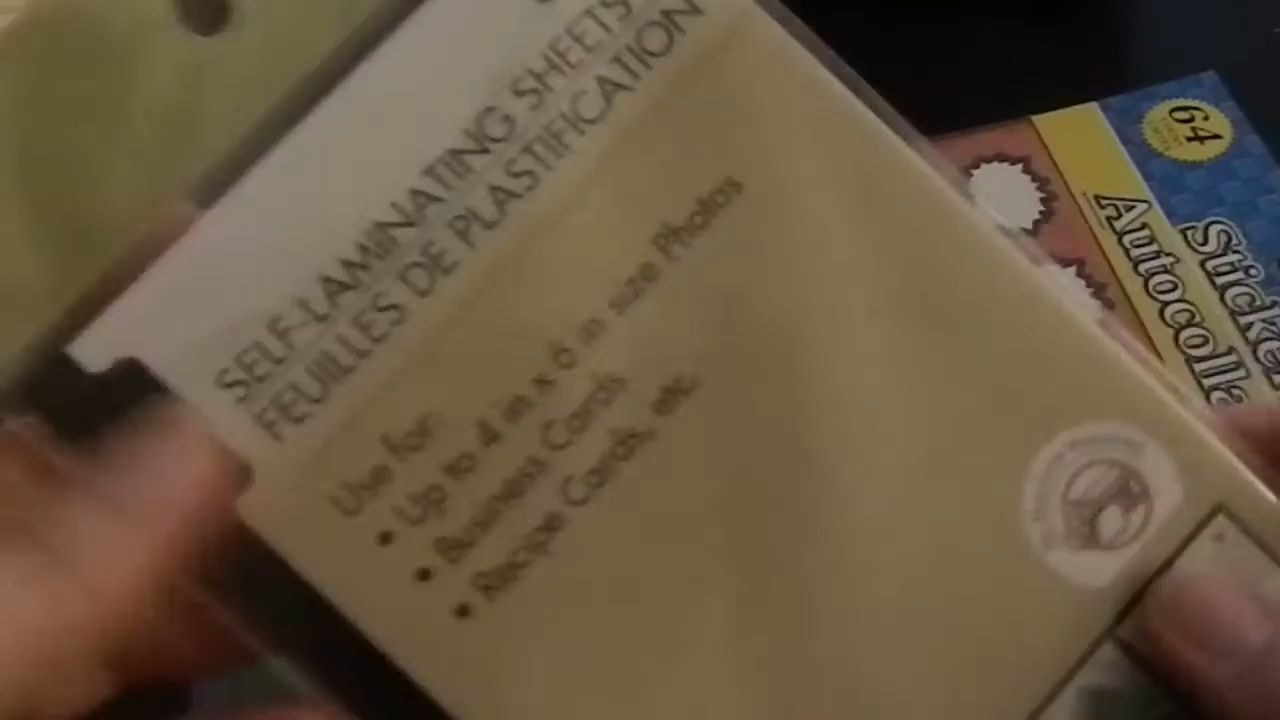 SELF-LAMINATING SHEETS
FEUILLES DE PLASTIFICATION
Use for:
• Up to 4 in x 6 in size Photos
• Business Cards
• Recipe Cards, etc.
64
Sticke
Autocolla